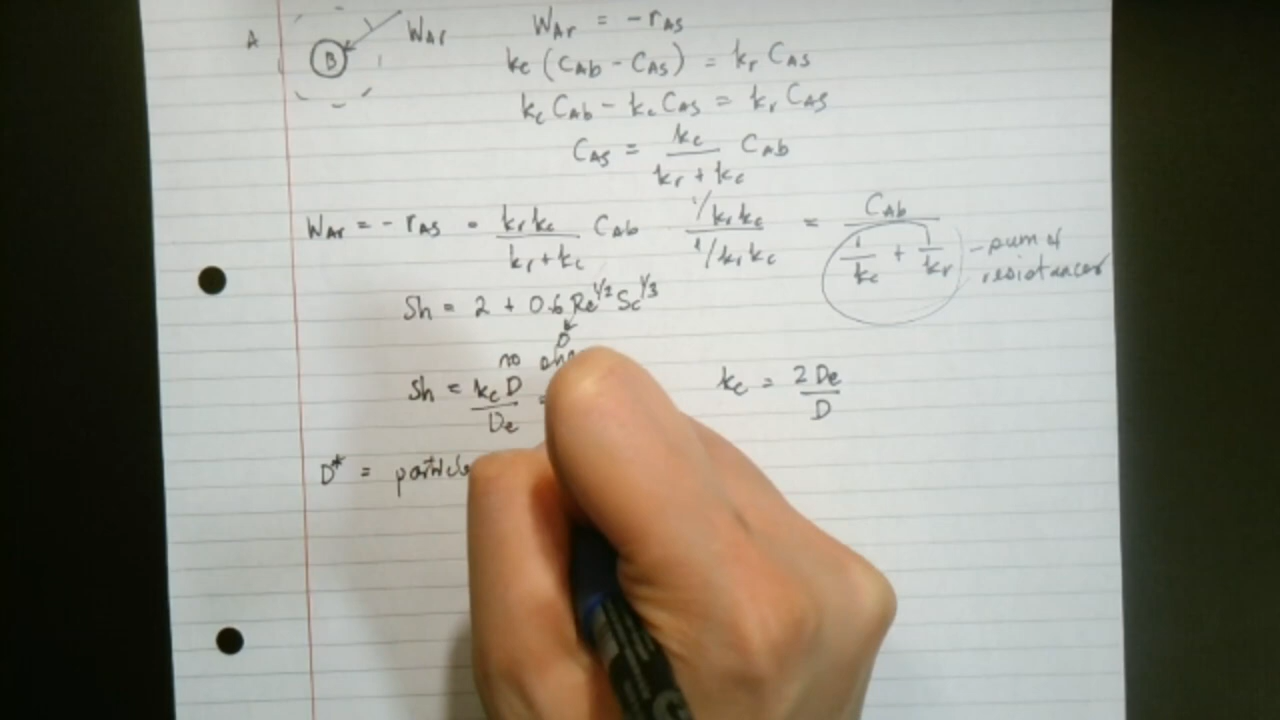 A B WAr WAr = - rAs
kc (CAb - CAs) = kr CAs
kc CAb - kc CAs = kr CAs
CAs = kc / kr + kc CAb
WAr = - rAs = kr kc / kr + kc CAb 1/kr kc / 1/kr kc = CAb / 1/kc + 1/kr - sum of resistances
Sh = 2 + 0.6 Re^1/2 Sc^1/3
no
Sh = kc D / De = kc = 2 De / D
D* = particle